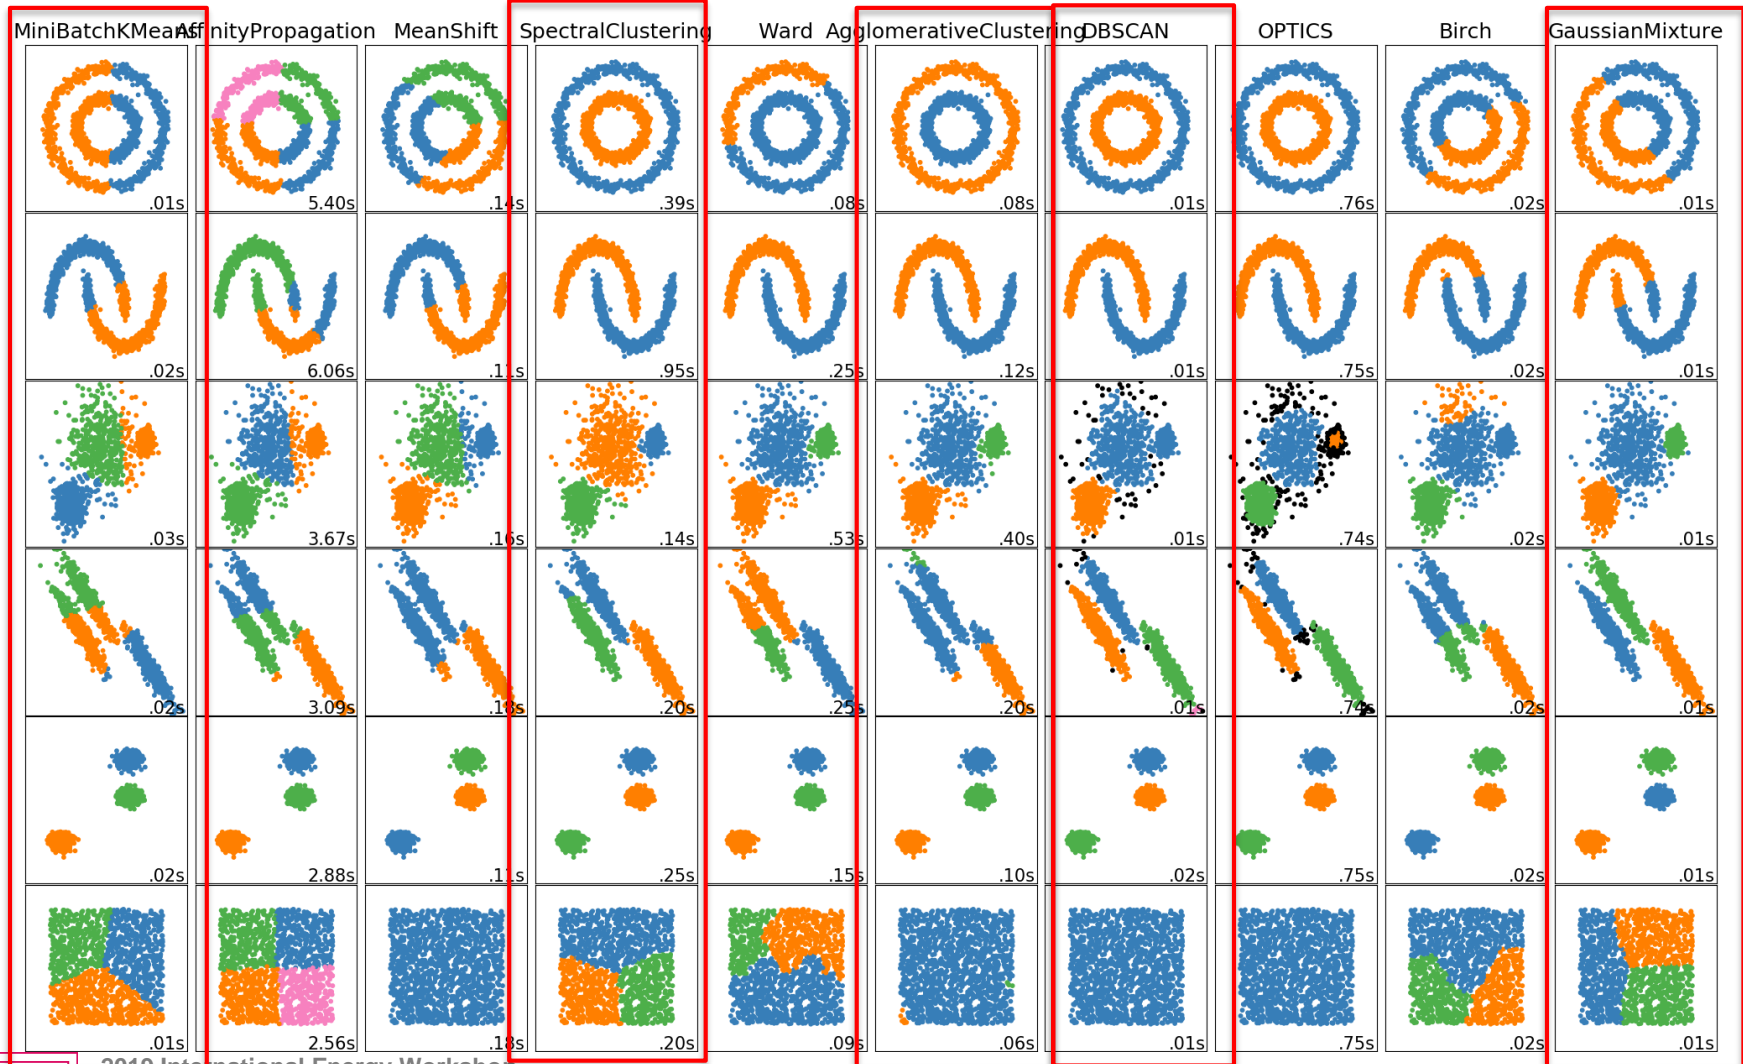 MiniBatchKMeans AffinityPropagation MeanShift SpectralClustering Ward AgglomerativeClustering DBSCAN OPTICS Birch GaussianMixture
.01s 5.40s .14s .39s .08s .08s .01s .76s .02s .01s
.02s 6.06s .11s .95s .25s .12s .01s .75s .02s .01s
.03s 3.67s .16s .14s .53s .40s .01s .74s .02s .01s
.02s 3.09s .18s .20s .25s .20s .01s .74s .02s .01s
.02s 2.88s .11s .25s .15s .10s .02s .75s .02s .01s
.01s 2.56s .18s .20s .09s .06s .01s .75s .02s .01s
2019 International Energy Workshop